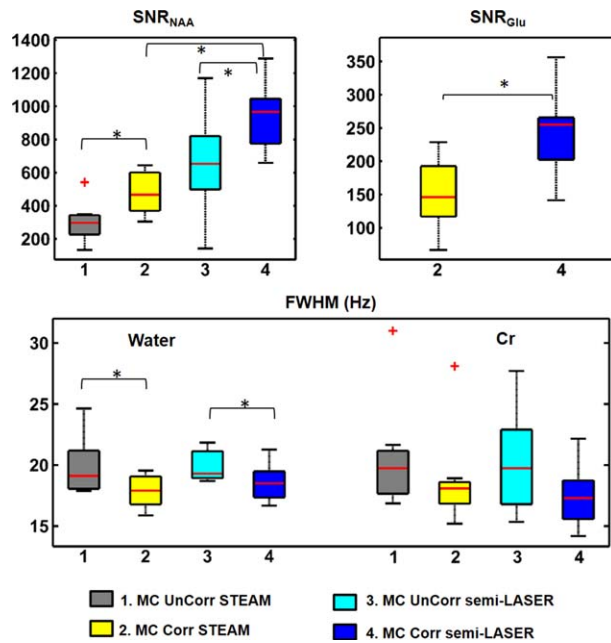 SNRNAA
SNRGlu
1400
1200
1000
800
600
400
200
*
*
*
1 2 3 4
350
300
250
200
150
100
*
2 4
FWHM (Hz)
Water Cr
30
25
20
15
*
*
1 2 3 4 1 2 3 4
1. MC UnCorr STEAM
2. MC Corr STEAM
3. MC UnCorr semi-LASER
4. MC Corr semi-LASER